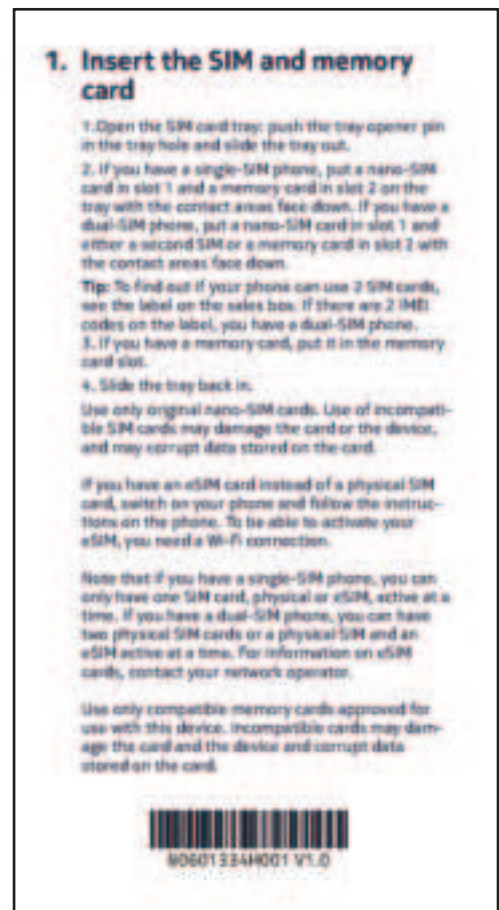 1. Insert the SIM and memory
card
1.Open the SIM card tray: push the tray opener pin
in the tray hole and slide the tray out.
2. If you have a single-SIM phone, put a nano-SIM
card in slot 1 and a memory card in slot 2 on the
tray with the contact areas face down. If you have a
dual-SIM phone, put a nano-SIM card in slot 1 and
either a second SIM or a memory card in slot 2 with
the contact areas face down.
Tip: To find out if your phone can use 2 SIM cards,
see the label on the sales box. If there are 2 IMEI
codes on the label, you have a dual-SIM phone.
3. If you have a memory card, put it in the memory
card slot.
4. Slide the tray back in.
Use only original nano-SIM cards. Use of incompati-
ble SIM cards may damage the card or the device,
and may corrupt data stored on the card.
If you have an eSIM card instead of a physical SIM
card, switch on your phone and follow the instruc-
tions on the phone. To be able to activate your
eSIM, you need a Wi-Fi connection.
Note that if you have a single-SIM phone, you can
only have one SIM card, physical or eSIM, active at a
time. If you have a dual-SIM phone, you can have
two physical SIM cards or a physical SIM and an
eSIM active at a time. For information on eSIM
cards, contact your network operator.
Use only compatible memory cards approved for
use with this device. Incompatible cards may dam-
age the card and the device and corrupt data
stored on the card.
80601334H001 V1.0